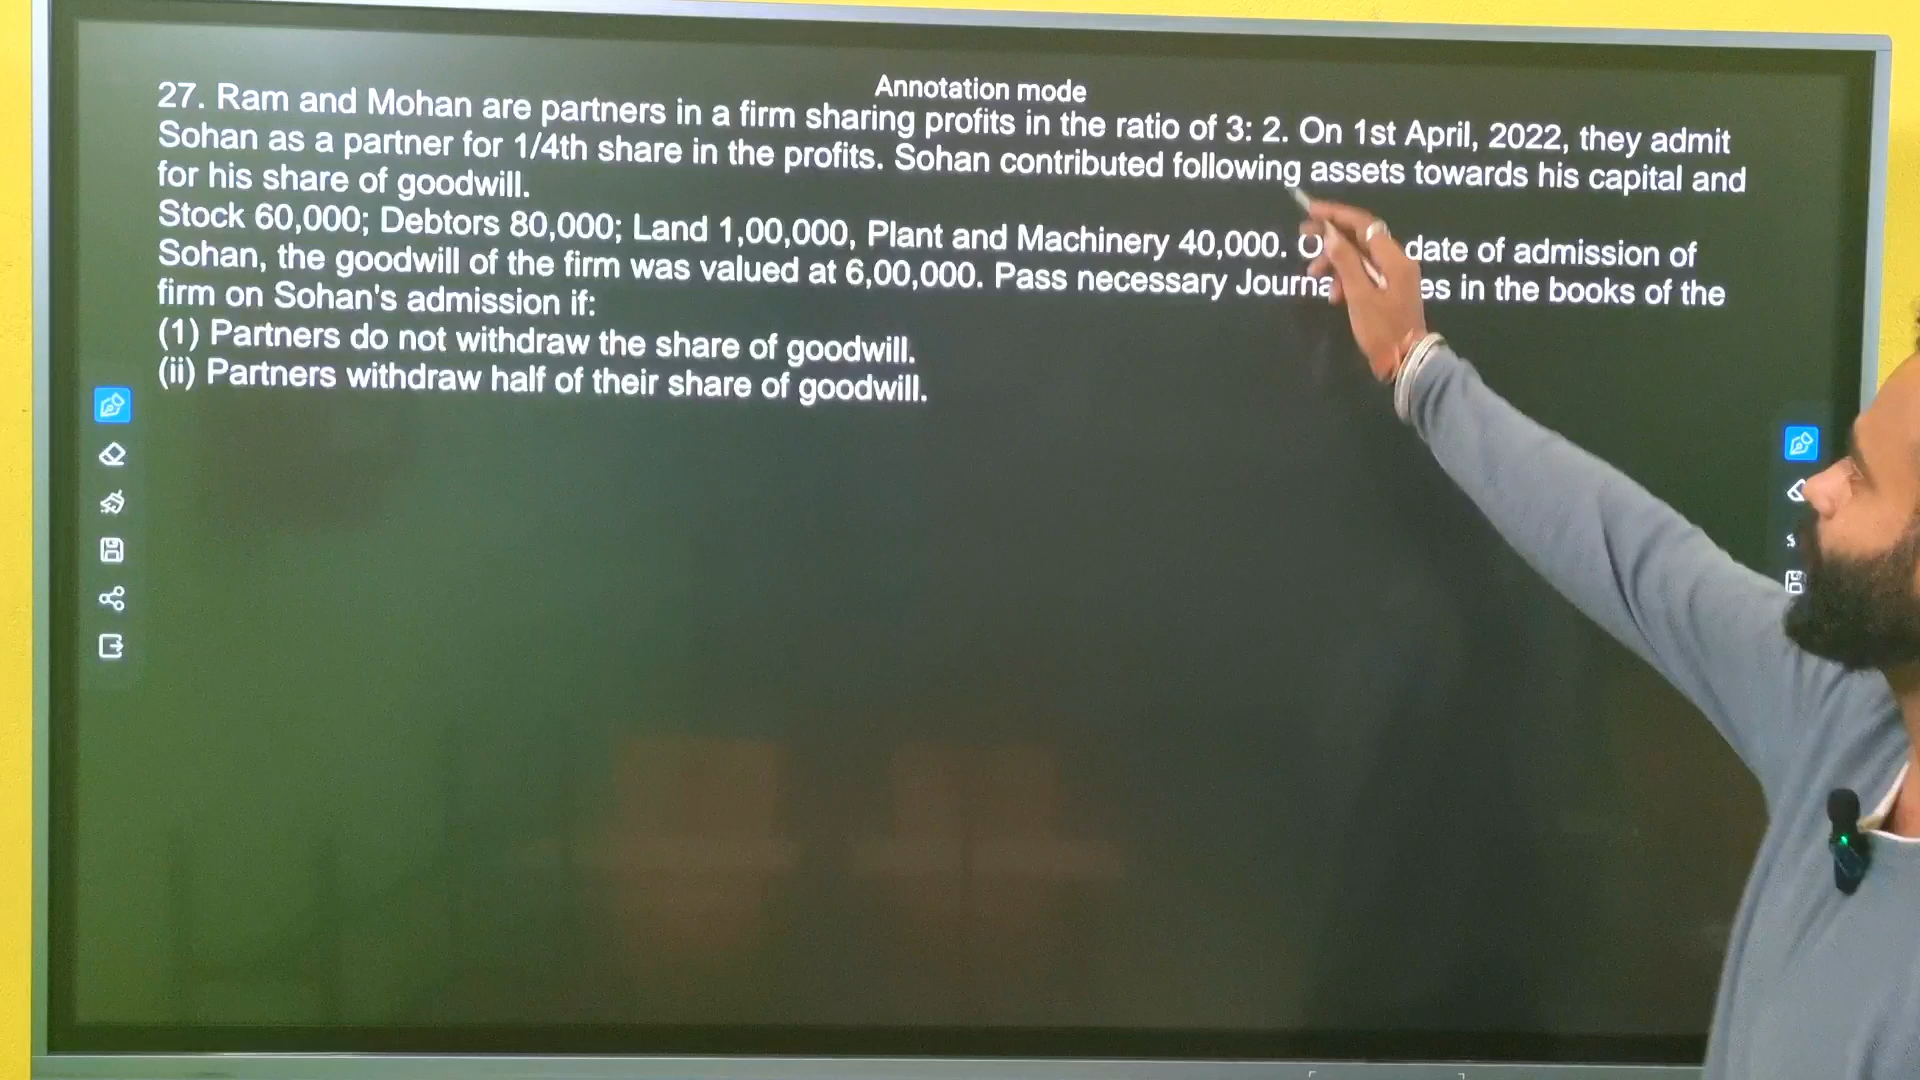 Annotation mode
27. Ram and Mohan are partners in a firm sharing profits in the ratio of 3: 2. On 1st April, 2022, they admit
Sohan as a partner for 1/4th share in the profits. Sohan contributed following assets towards his capital and
for his share of goodwill.
Stock 60,000; Debtors 80,000; Land 1,00,000, Plant and Machinery 40,000. date of admission of
Sohan, the goodwill of the firm was valued at 6,00,000. Pass necessary in the books of the
firm on Sohan's admission if:
(1) Partners do not withdraw the share of goodwill.
(ii) Partners withdraw half of their share of goodwill.